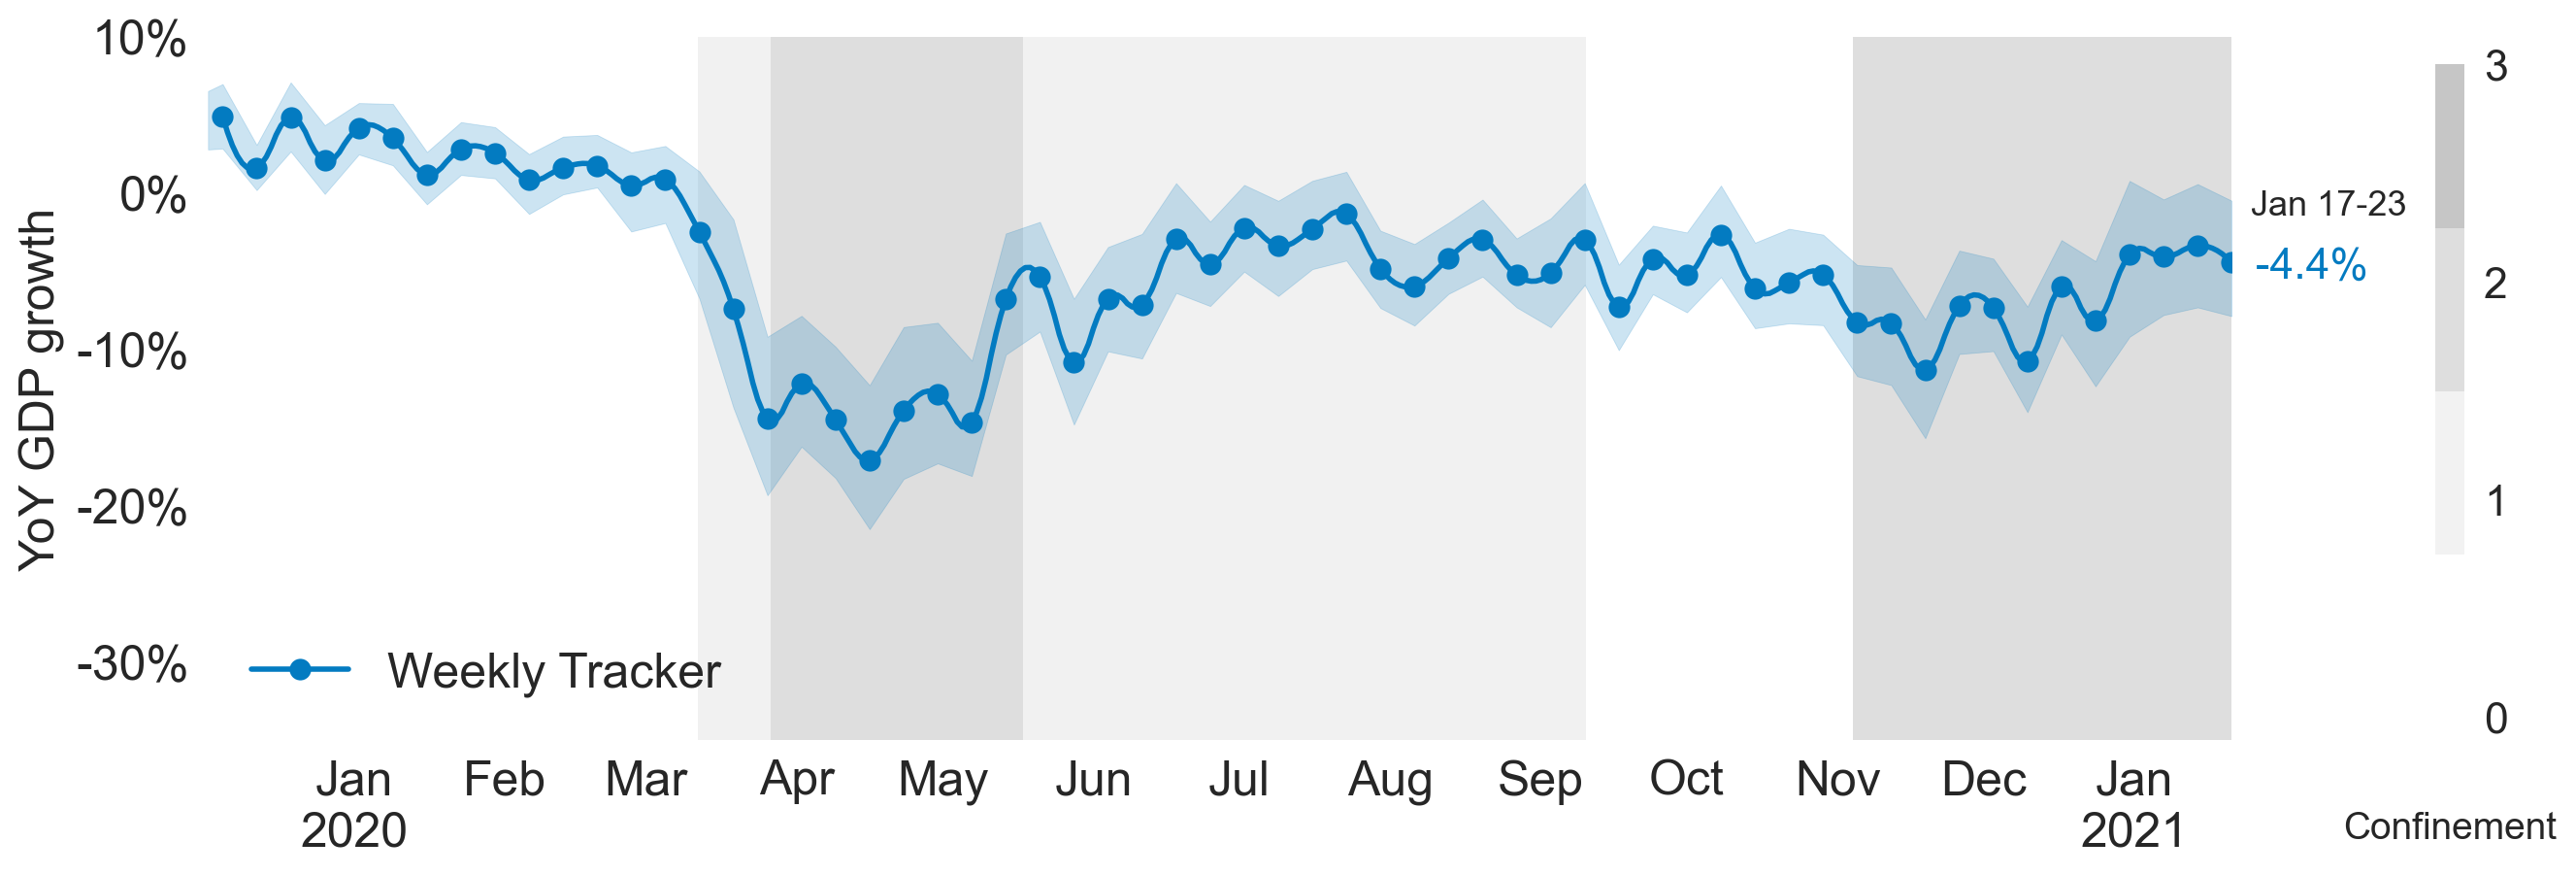 10%
0%
-10%
-20%
-30%
YoY GDP growth
Weekly Tracker
Jan Feb Mar Apr May Jun Jul Aug Sep Oct Nov Dec Jan
2020 2021
Jan 17-23
-4.4%
3
2
1
0
Confinement